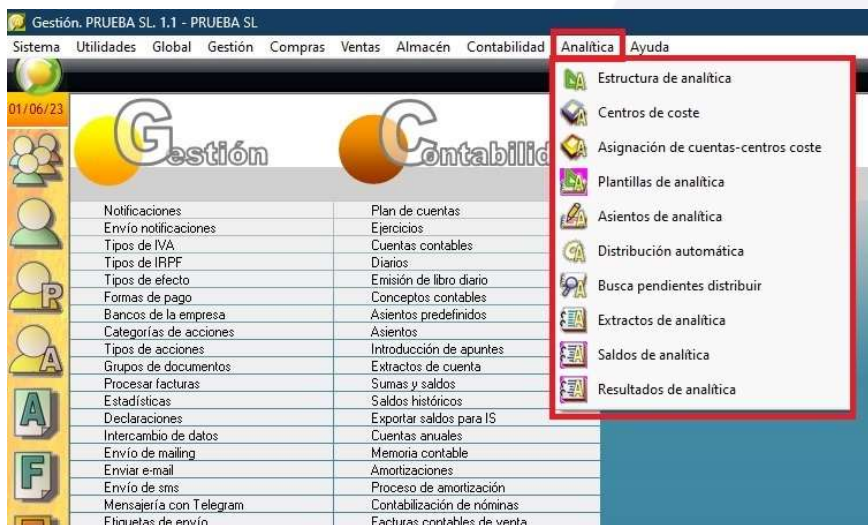 Gestión. PRUEBA SL. 1.1 - PRUEBA SL
Sistema Utilidades Global Gestión Compras Ventas Almacén Contabilidad Analítica Ayuda
01/06/23
Gestión
Notificaciones
Envío notificaciones
Tipos de IVA
Tipos de IRPF
Tipos de efecto
Formas de pago
Bancos de la empresa
Categorías de acciones
Tipos de acciones
Grupos de documentos
Procesar facturas
Estadísticas
Declaraciones
Intercambio de datos
Envío de mailing
Enviar e-mail
Envío de sms
Mensajería con Telegram
Etiquetas de envío
Contabilid
Plan de cuentas
Ejercicios
Cuentas contables
Diarios
Emisión de libro diario
Conceptos contables
Asientos predefinidos
Asientos
Introducción de apuntes
Extractos de cuenta
Sumas y saldos
Saldos históricos
Exportar saldos para IS
Cuentas anuales
Memoria contable
Amortizaciones
Proceso de amortización
Contabilización de nóminas
Facturas contables de venta
Estructura de analítica
Centros de coste
Asignación de cuentas-centros coste
Plantillas de analítica
Asientos de analítica
Distribución automática
Busca pendientes distribuir
Extractos de analítica
Saldos de analítica
Resultados de analítica
R
A
A
F